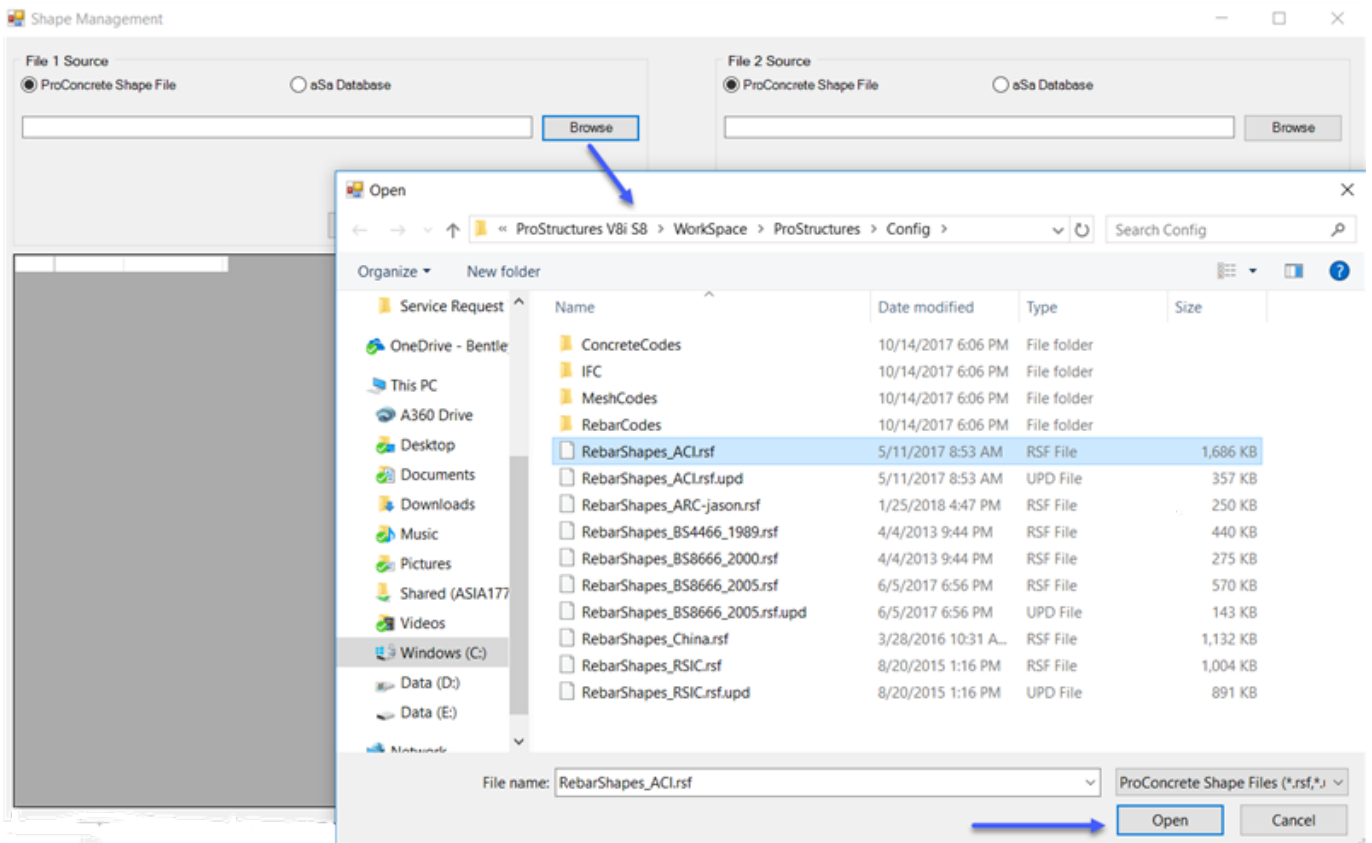 Shape Management
File 1 Source
File 2 Source
ProConcrete Shape File aSa Database
ProConcrete Shape File aSa Database
Browse
Browse
Open
« ProStructures V8i S8 > WorkSpace > ProStructures > Config >
Search Config
Organize New folder
Service Request
OneDrive - Bentley
This PC
A360 Drive
Desktop
Documents
Downloads
Music
Pictures
Shared (ASIA177
Videos
Windows (C:)
Data (D:)
Data (E:)
Network
Name Date modified Type Size
ConcreteCodes 10/14/2017 6:06 PM File folder
IFC 10/14/2017 6:06 PM File folder
MeshCodes 10/14/2017 6:06 PM File folder
RebarCodes 10/14/2017 6:06 PM File folder
RebarShapes_ACI.rsf 5/11/2017 8:53 AM RSF File 1,686 KB
RebarShapes_ACI.rsf.upd 5/11/2017 8:53 AM UPD File 357 KB
RebarShapes_ARC-jason.rsf 1/25/2018 4:47 PM RSF File 250 KB
RebarShapes_BS4466_1989.rsf 4/4/2013 9:44 PM RSF File 440 KB
RebarShapes_BS8666_2000.rsf 4/4/2013 9:44 PM RSF File 275 KB
RebarShapes_BS8666_2005.rsf 6/5/2017 6:56 PM RSF File 570 KB
RebarShapes_BS8666_2005.rsf.upd 6/5/2017 6:56 PM UPD File 143 KB
RebarShapes_China.rsf 3/28/2016 10:31 A... RSF File 1,132 KB
RebarShapes_RSIC.rsf 8/20/2015 1:16 PM RSF File 1,004 KB
RebarShapes_RSIC.rsf.upd 8/20/2015 1:16 PM UPD File 891 KB
File name: RebarShapes_ACI.rsf
ProConcrete Shape Files (*.rsf,*.u
Open
Cancel